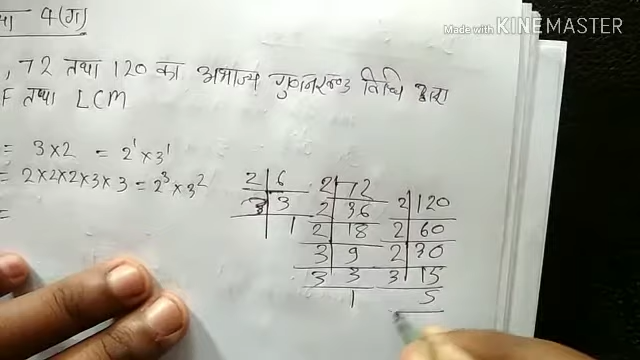 Made with KINEMASTER
4(ग)
, 72 तथा 120 का अभाज्य गुणनखण्ड विधि द्वारा
F तथा LCM
= 3×2 = 2¹×3¹
= 2×2×2×3×3 = 2³×3²
=
2 6
3 3
1
2 72
2 36
2 18
3 9
3 3
1
2 120
2 60
2 30
3 15
5